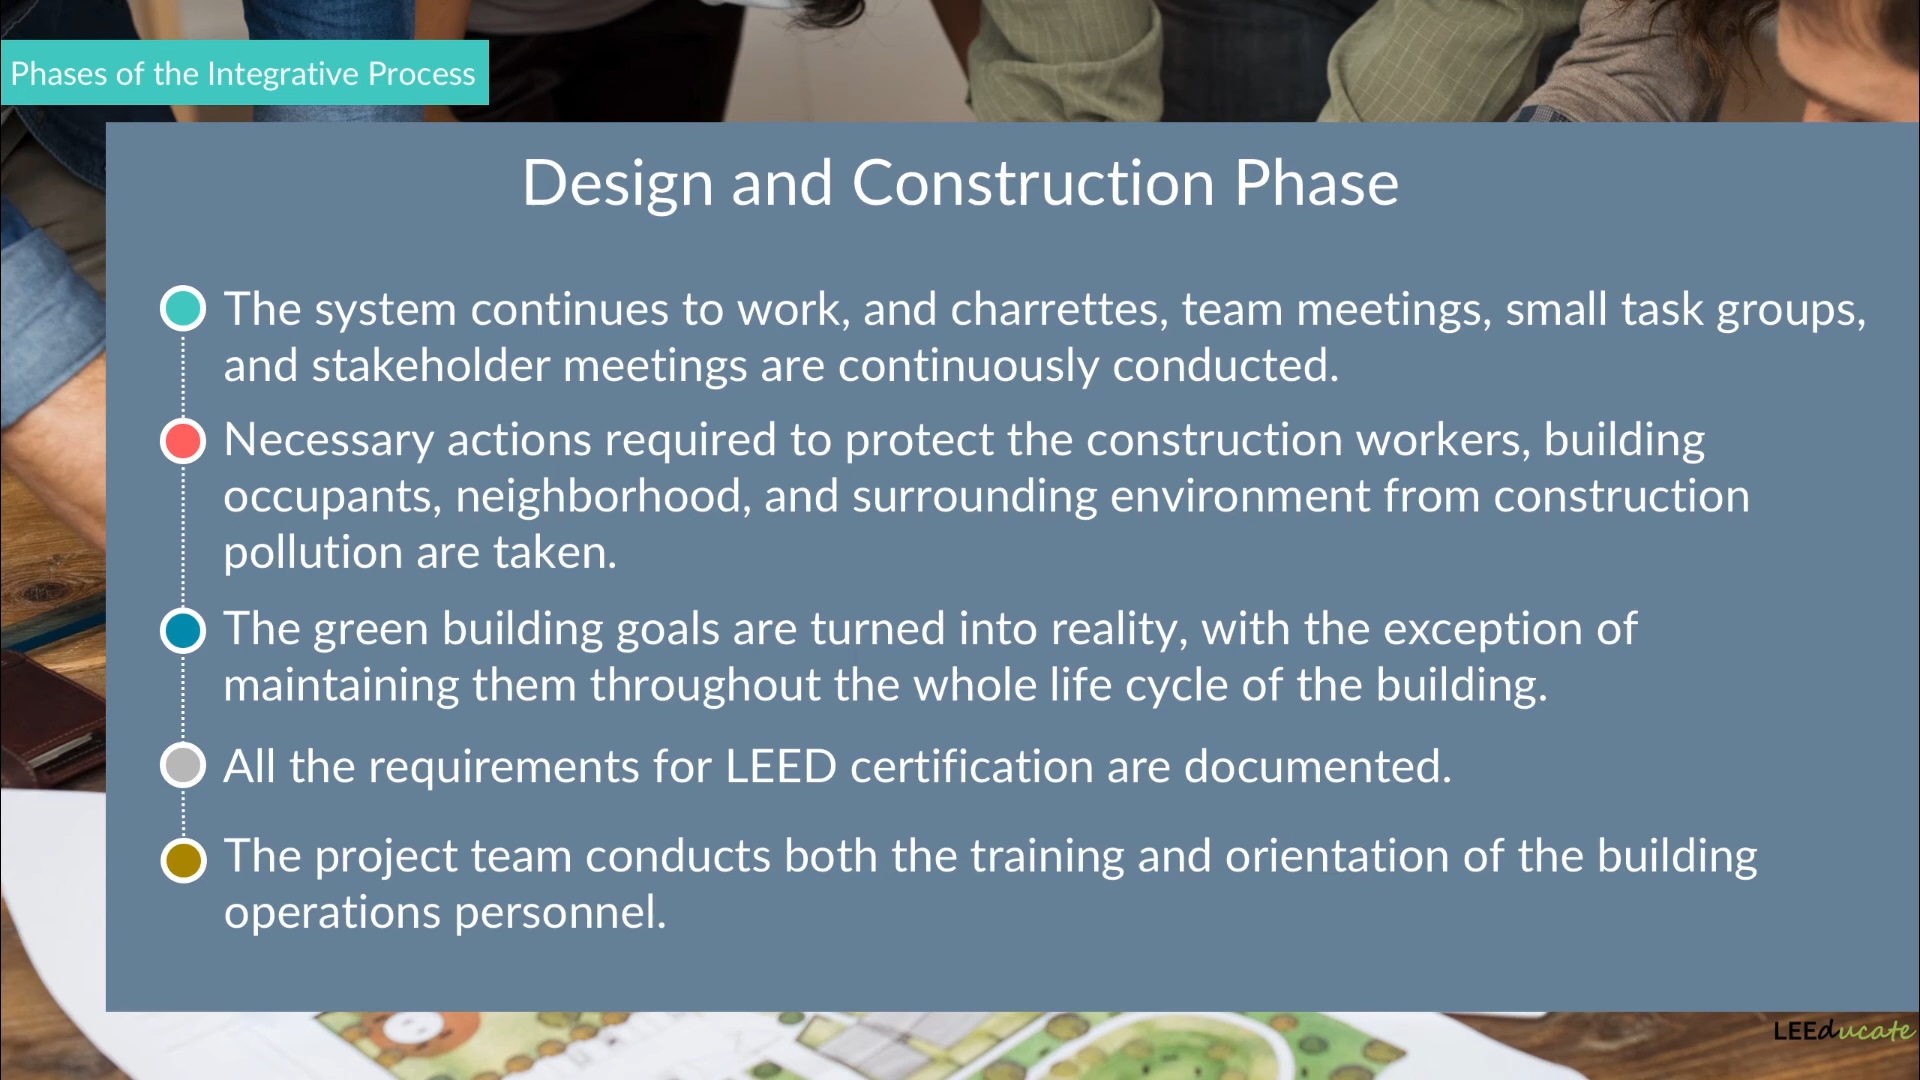 Phases of the Integrative Process
Design and Construction Phase
The system continues to work, and charrettes, team meetings, small task groups,
and stakeholder meetings are continuously conducted.
Necessary actions required to protect the construction workers, building
occupants, neighborhood, and surrounding environment from construction
pollution are taken.
The green building goals are turned into reality, with the exception of
maintaining them throughout the whole life cycle of the building.
All the requirements for LEED certification are documented.
The project team conducts both the training and orientation of the building
operations personnel.
LEEducate